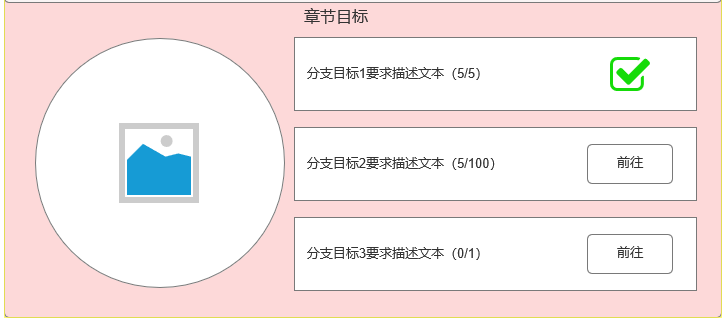 章节目标
分支目标1要求描述文本（5/5）
分支目标2要求描述文本（5/100）
前往
分支目标3要求描述文本（0/1）
前往